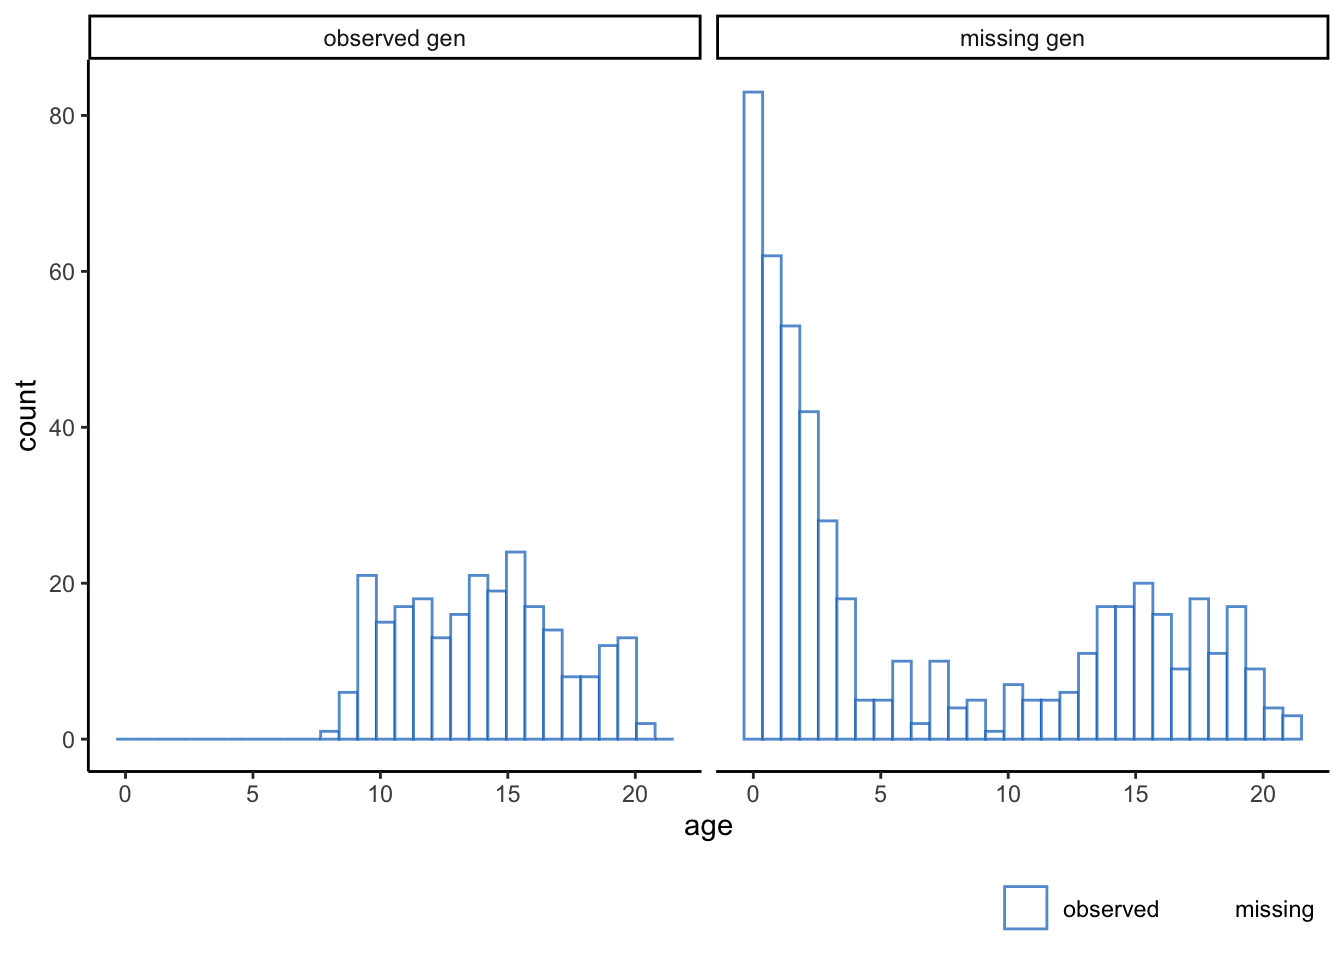 observed gen
missing gen
80
60
40
20
0
count
0 5 10 15 20
0 5 10 15 20
age
observed missing